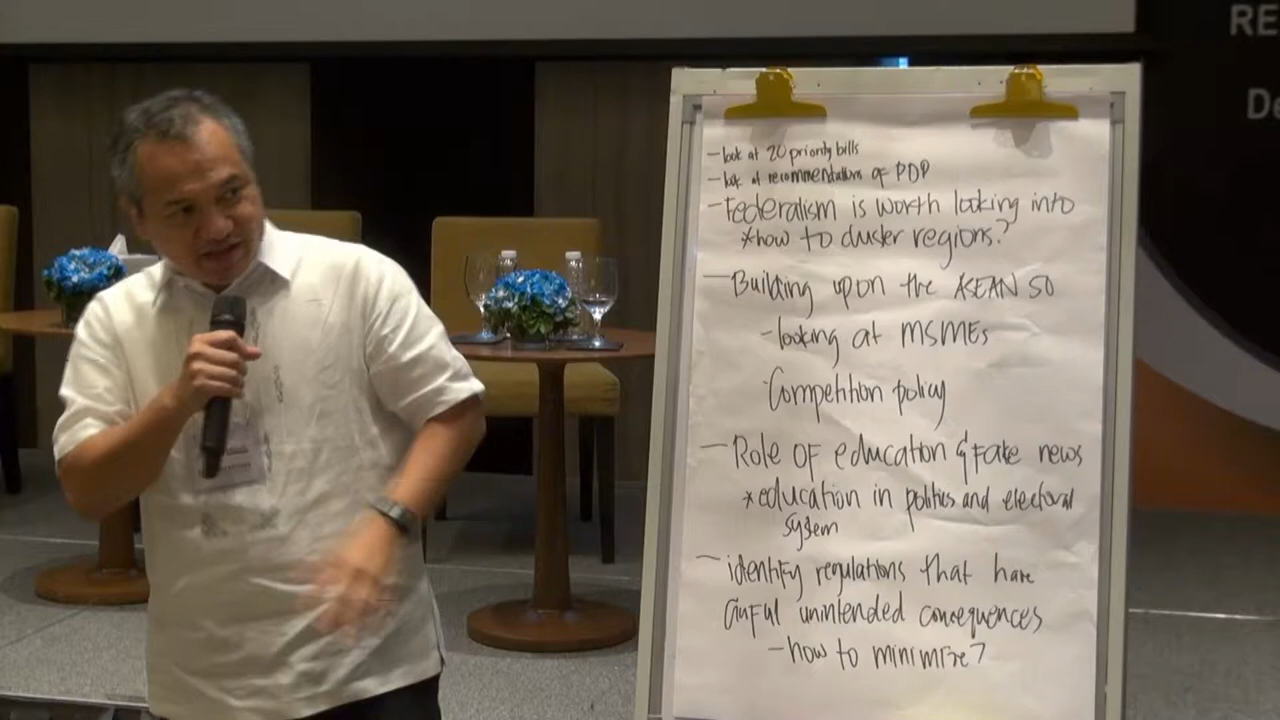 RE
De
- look at 20 priority bills
- look at recommendations of PDP
- Federalism is worth looking into
* how to cluster regions?
- Building upon the ASEAN 50
- looking at MSMEs
- Competition policy
- Role of education & fake news
* education in politics and electoral
system
- identify regulations that have
awful unintended consequences
- how to minimize?